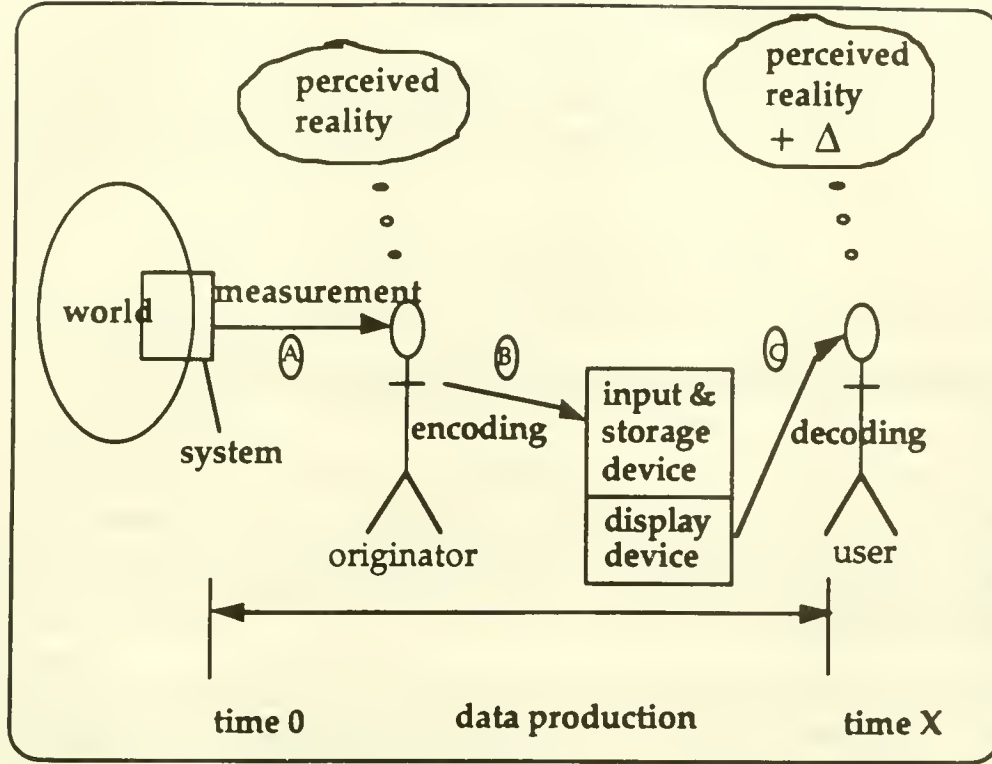 perceived
reality
perceived
reality
+ Δ
world
measurement
A
B
C
system
encoding
input &
storage
device
display
device
decoding
originator
user
time 0
data production
time X